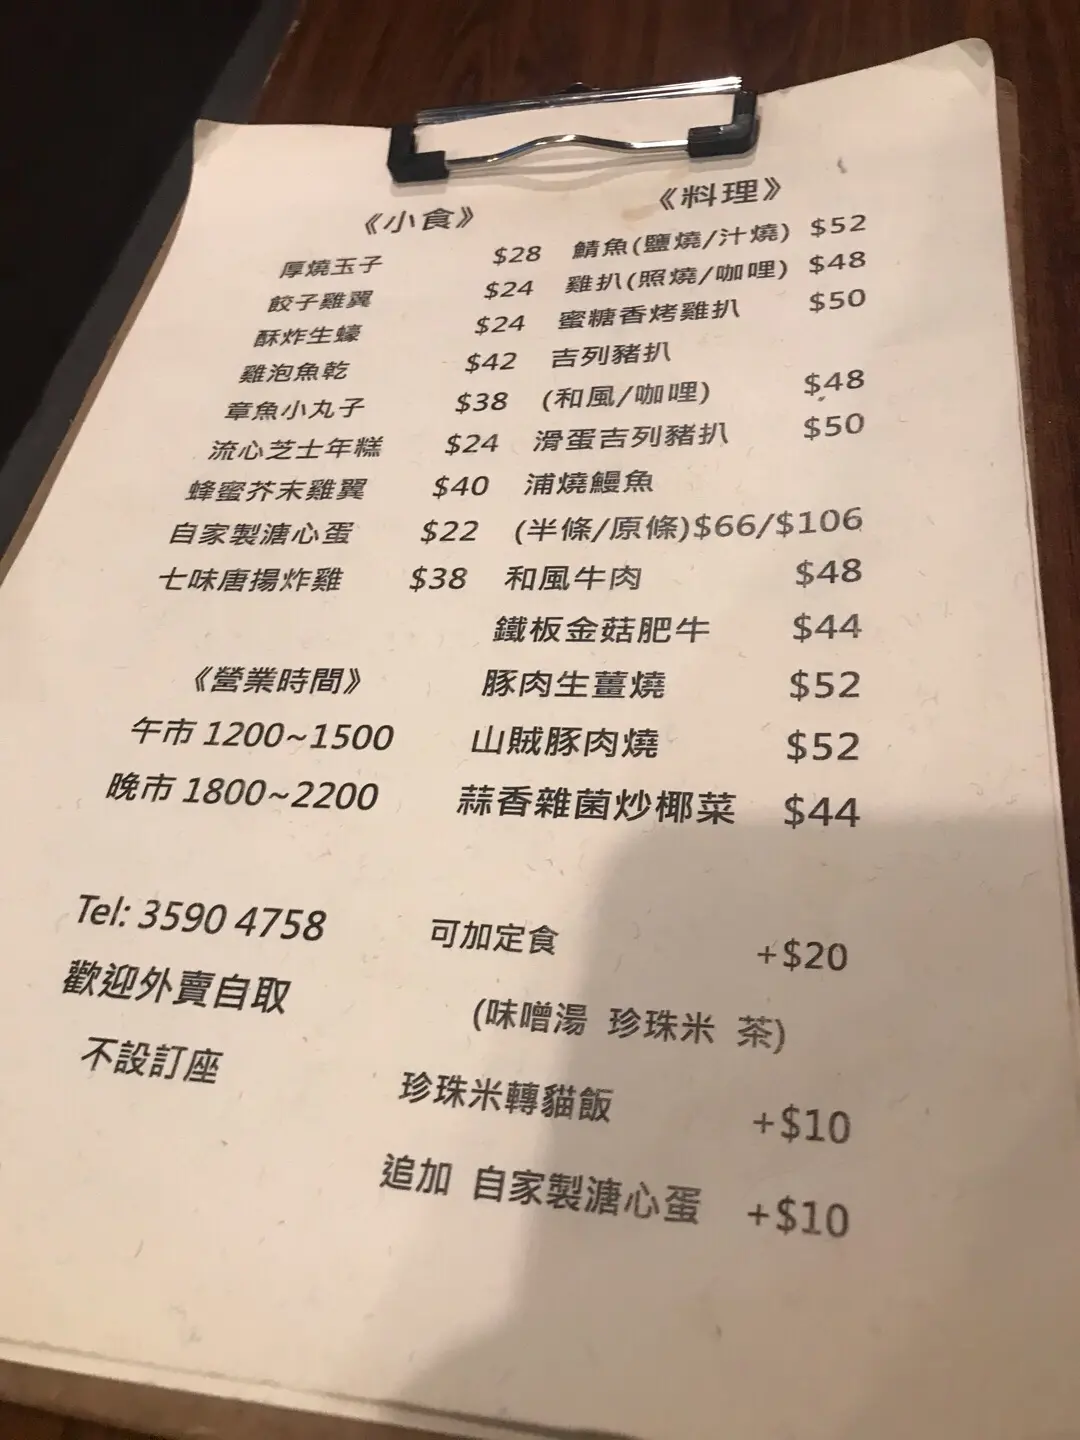 《小食》
厚燒玉子 $28
餃子雞翼 $24
酥炸生蠔 $24
雞泡魚乾 $42
章魚小丸子 $38
流心芝士年糕 $24
蜂蜜芥末雞翼 $40
自家製溏心蛋 $22
七味唐揚炸雞 $38
《營業時間》
午市 1200~1500
晚市 1800~2200
Tel: 3590 4758
歡迎外賣自取
不設訂座
《料理》
鯖魚(鹽燒/汁燒) $52
雞扒(照燒/咖哩) $48
蜜糖香烤雞扒 $50
吉列豬扒
(和風/咖哩) $48
滑蛋吉列豬扒 $50
浦燒鰻魚
(半條/原條)$66/$106
和風牛肉 $48
鐵板金菇肥牛 $44
豚肉生薑燒 $52
山賊豚肉燒 $52
蒜香雜菌炒椰菜 $44
可加定食 +$20
(味噌湯 珍珠米 茶)
珍珠米轉貓飯 +$10
追加 自家製溏心蛋 +$10